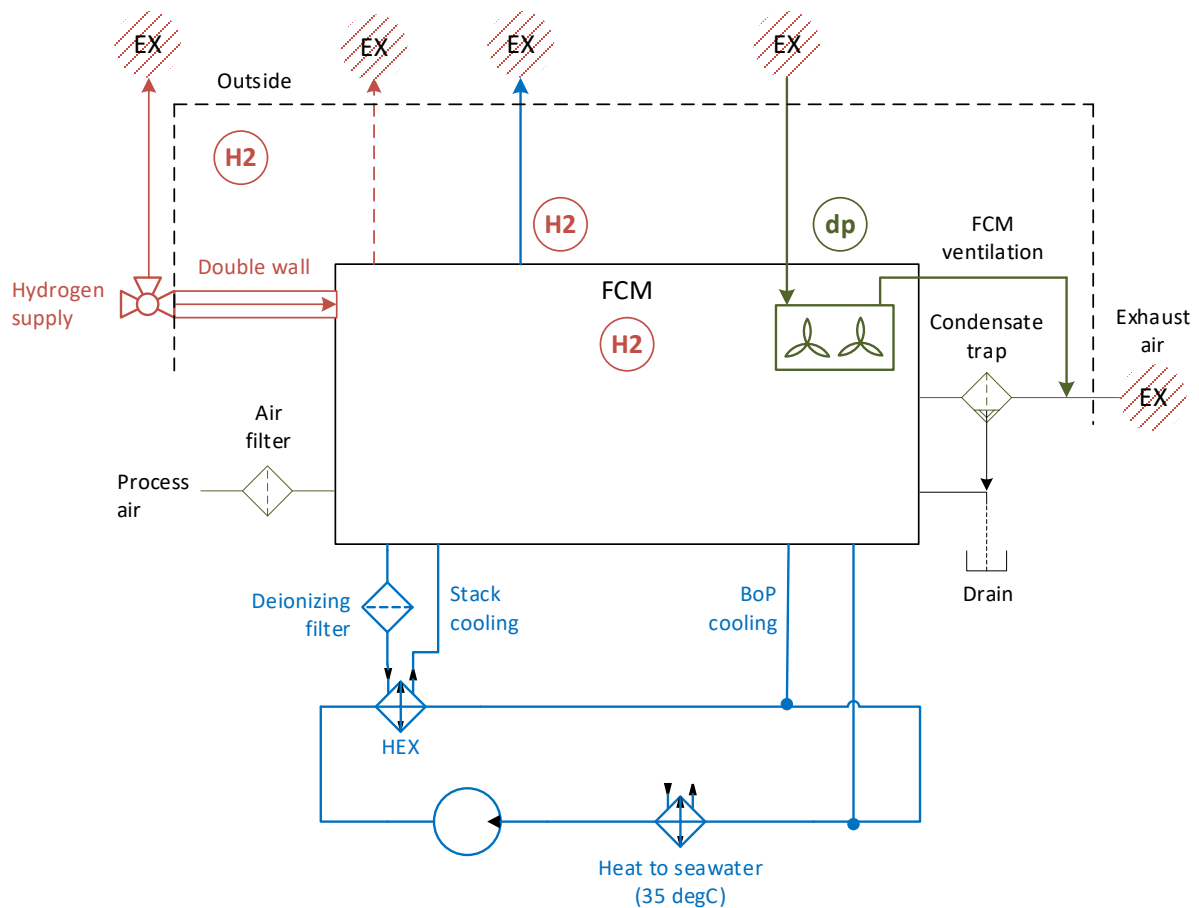 EX
EX
EX
EX
Outside
H2
H2
dp
FCM
ventilation
Double wall
Hydrogen
supply
FCM
H2
Condensate
trap
Exhaust
air
EX
Air
filter
Process
air
Deionizing
filter
Stack
cooling
BoP
cooling
Drain
HEX
Heat to seawater
(35 degC)